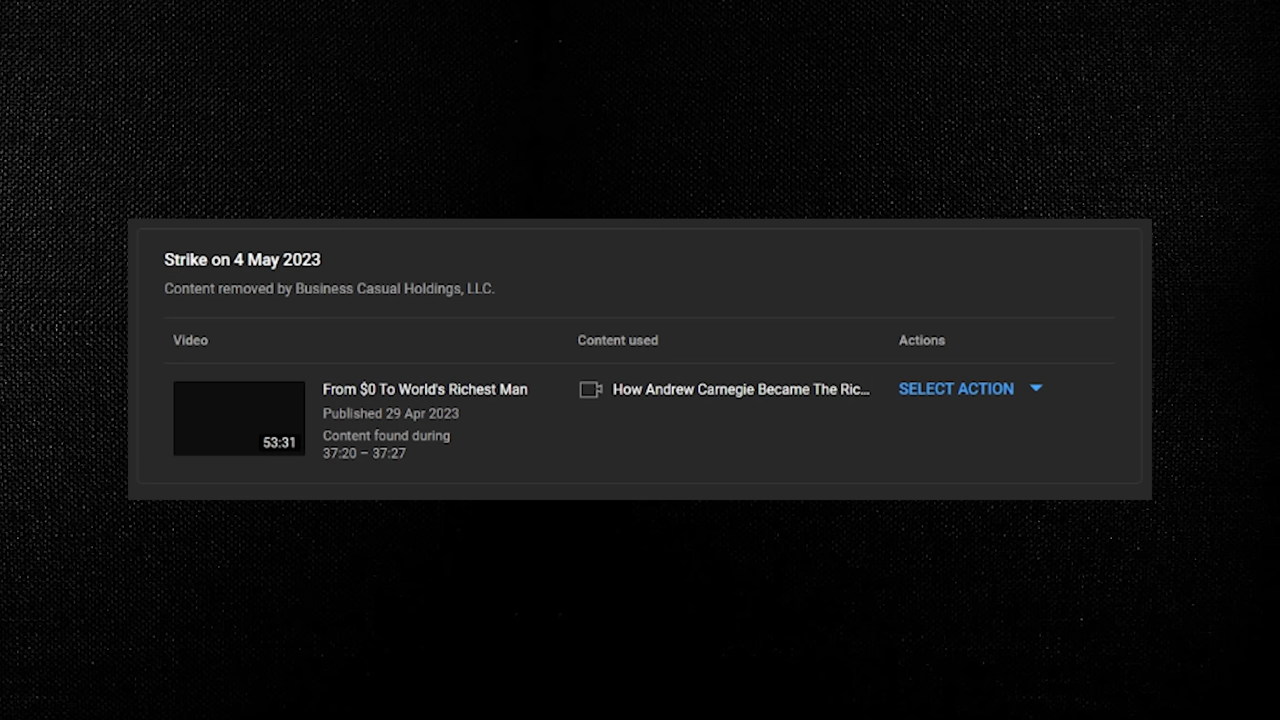 Strike on 4 May 2023
Content removed by Business Casual Holdings, LLC.
Video Content used Actions
From $0 To World's Richest Man How Andrew Carnegie Became The Ric... SELECT ACTION
Published 29 Apr 2023
Content found during
53:31 37:20 – 37:27